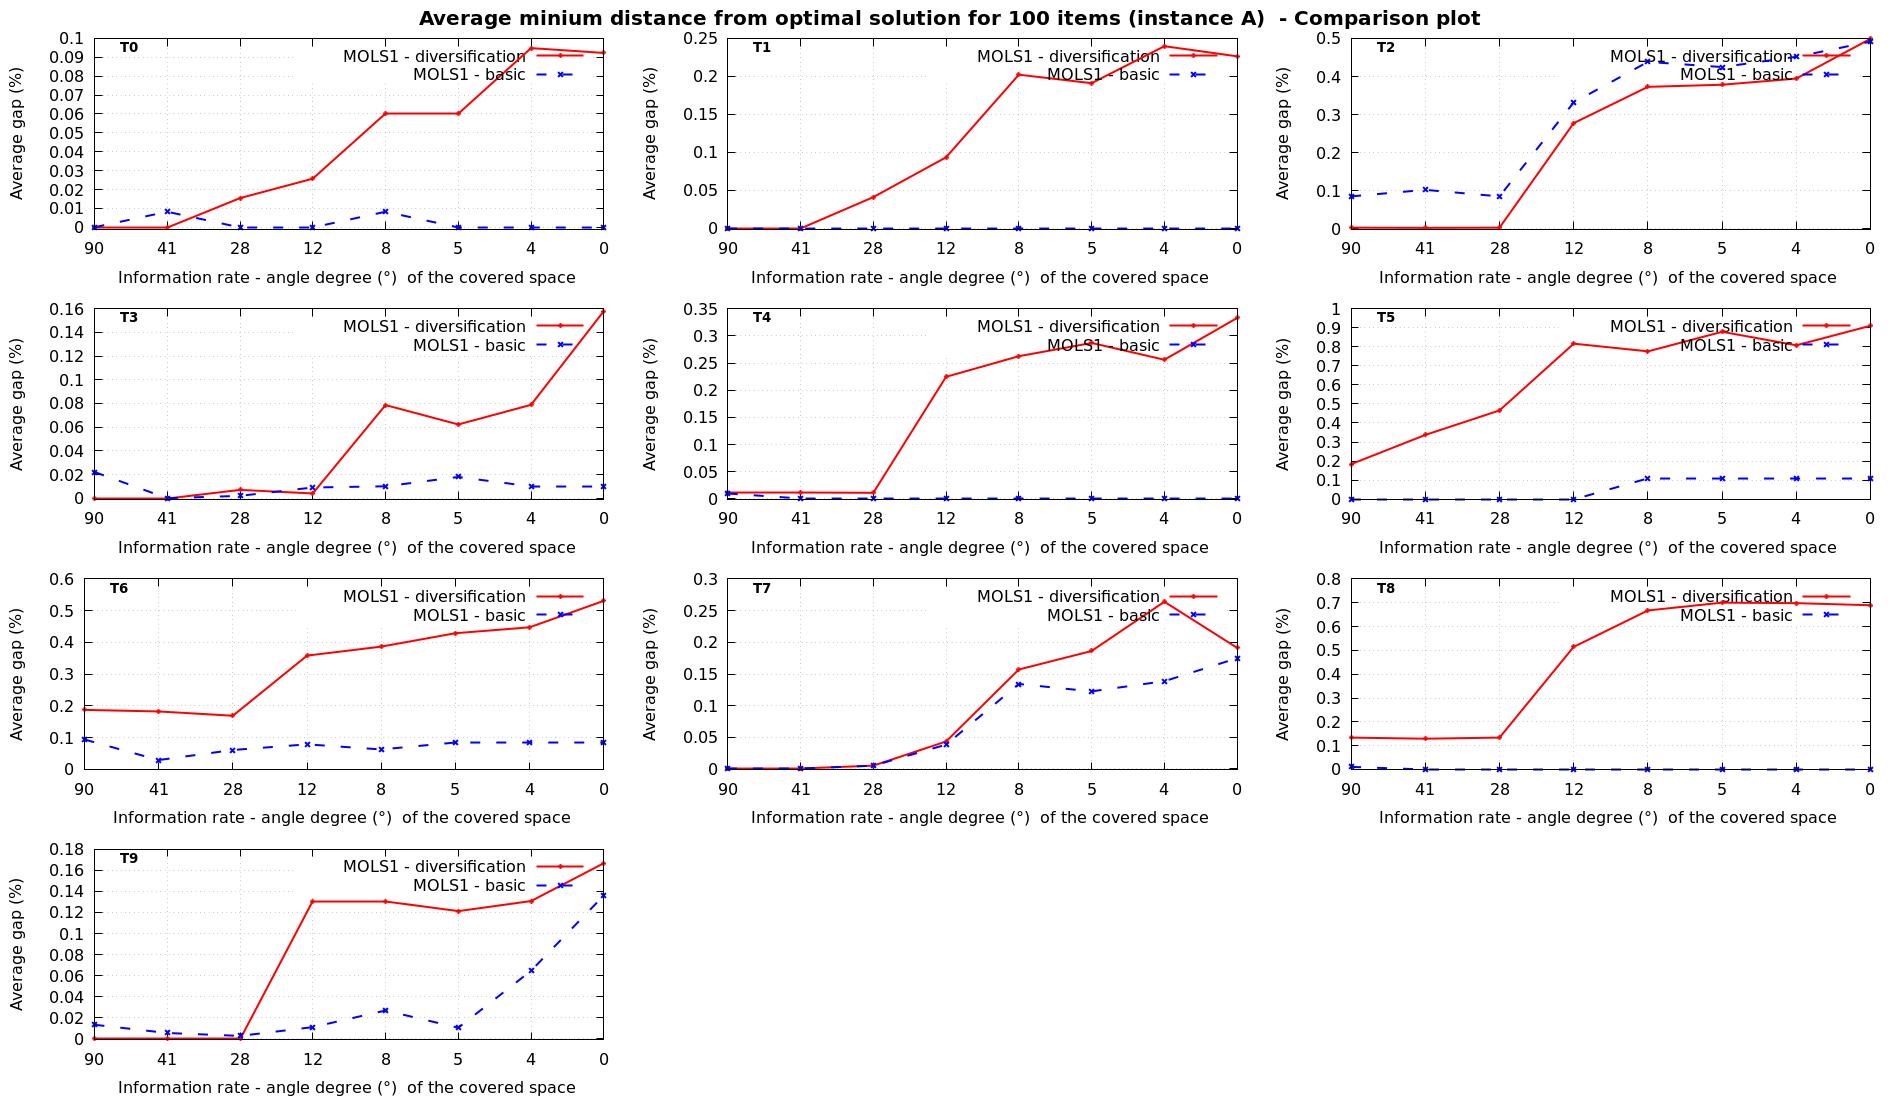 Average minium distance from optimal solution for 100 items (instance A)  - Comparison plot
T0
MOLS1 - diversification
MOLS1 - basic
Average gap (%)
0.1
0.09
0.08
0.07
0.06
0.05
0.04
0.03
0.02
0.01
0
90 41 28 12 8 5 4 0
Information rate - angle degree (°)  of the covered space
T1
MOLS1 - diversification
MOLS1 - basic
Average gap (%)
0.25
0.2
0.15
0.1
0.05
0
90 41 28 12 8 5 4 0
Information rate - angle degree (°)  of the covered space
T2
MOLS1 - diversification
MOLS1 - basic
Average gap (%)
0.5
0.4
0.3
0.2
0.1
0
90 41 28 12 8 5 4 0
Information rate - angle degree (°)  of the covered space
T3
MOLS1 - diversification
MOLS1 - basic
Average gap (%)
0.16
0.14
0.12
0.1
0.08
0.06
0.04
0.02
0
90 41 28 12 8 5 4 0
Information rate - angle degree (°)  of the covered space
T4
MOLS1 - diversification
MOLS1 - basic
Average gap (%)
0.35
0.3
0.25
0.2
0.15
0.1
0.05
0
90 41 28 12 8 5 4 0
Information rate - angle degree (°)  of the covered space
T5
MOLS1 - diversification
MOLS1 - basic
Average gap (%)
1
0.9
0.8
0.7
0.6
0.5
0.4
0.3
0.2
0.1
0
90 41 28 12 8 5 4 0
Information rate - angle degree (°)  of the covered space
T6
MOLS1 - diversification
MOLS1 - basic
Average gap (%)
0.6
0.5
0.4
0.3
0.2
0.1
0
90 41 28 12 8 5 4 0
Information rate - angle degree (°)  of the covered space
T7
MOLS1 - diversification
MOLS1 - basic
Average gap (%)
0.3
0.25
0.2
0.15
0.1
0.05
0
90 41 28 12 8 5 4 0
Information rate - angle degree (°)  of the covered space
T8
MOLS1 - diversification
MOLS1 - basic
Average gap (%)
0.8
0.7
0.6
0.5
0.4
0.3
0.2
0.1
0
90 41 28 12 8 5 4 0
Information rate - angle degree (°)  of the covered space
T9
MOLS1 - diversification
MOLS1 - basic
Average gap (%)
0.18
0.16
0.14
0.12
0.1
0.08
0.06
0.04
0.02
0
90 41 28 12 8 5 4 0
Information rate - angle degree (°)  of the covered space